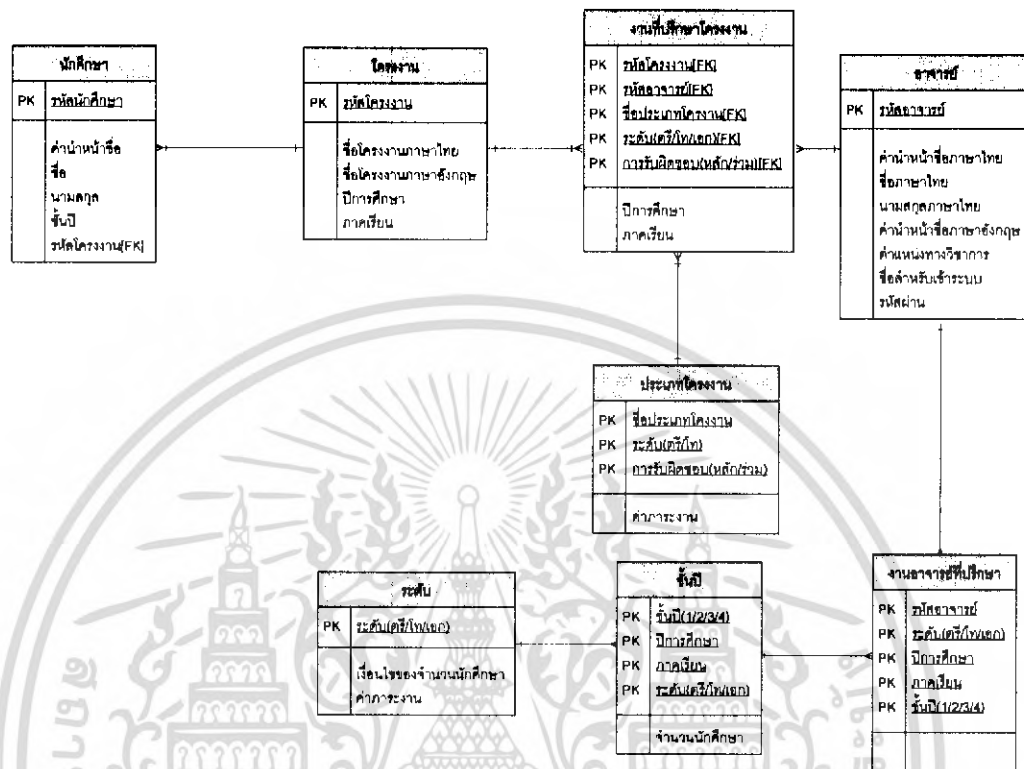 นักศึกษา
PK รหัสนักศึกษา
คำนำหน้าชื่อ
ชื่อ
นามสกุล
ชั้นปี
รหัสโครงงาน[FK]
โครงงาน
PK รหัสโครงงาน
ชื่อโครงงานภาษาไทย
ชื่อโครงงานภาษาอังกฤษ
ปีการศึกษา
ภาคเรียน
งานที่ปรึกษาโครงงาน
PK รหัสโครงงาน[FK]
PK รหัสอาจารย์[FK]
PK ชื่อประเภทโครงงาน[FK]
PK ระดับ(ตรี/โท/เอก)[FK]
PK การรับผิดชอบ(หลัก/ร่วม)[FK]
ปีการศึกษา
ภาคเรียน
อาจารย์
PK รหัสอาจารย์
คำนำหน้าชื่อภาษาไทย
ชื่อภาษาไทย
นามสกุลภาษาไทย
คำนำหน้าชื่อภาษาอังกฤษ
ตำแหน่งทางวิชาการ
ชื่อสำหรับเข้าระบบ
รหัสผ่าน
ประเภทโครงงาน
PK ชื่อประเภทโครงงาน
PK ระดับ(ตรี/โท)
PK การรับผิดชอบ(หลัก/ร่วม)
ค่าภาระงาน
ระดับ
PK ระดับ(ตรี/โท/เอก)
เงื่อนไขของจำนวนนักศึกษา
ค่าภาระงาน
ชั้นปี
PK ชั้นปี(1/2/3/4)
PK ปีการศึกษา
PK ภาคเรียน
PK ระดับ(ตรี/โท/เอก)
จำนวนนักศึกษา
งานอาจารย์ที่ปรึกษา
PK รหัสอาจารย์
PK ระดับ(ตรี/โท/เอก)
PK ปีการศึกษา
PK ภาคเรียน
PK ชั้นปี(1/2/3/4)